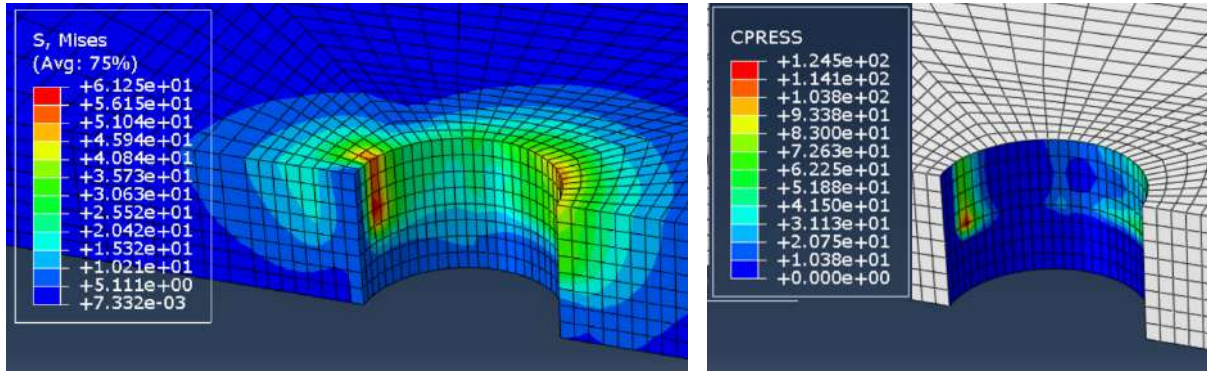 S, Mises
(Avg: 75%)
+6.125e+01
+5.615e+01
+5.104e+01
+4.594e+01
+4.084e+01
+3.573e+01
+3.063e+01
+2.552e+01
+2.042e+01
+1.532e+01
+1.021e+01
+5.111e+00
+7.332e-03
CPRESS
+1.245e+02
+1.141e+02
+1.038e+02
+9.338e+01
+8.300e+01
+7.263e+01
+6.225e+01
+5.188e+01
+4.150e+01
+3.113e+01
+2.075e+01
+1.038e+01
+0.000e+00